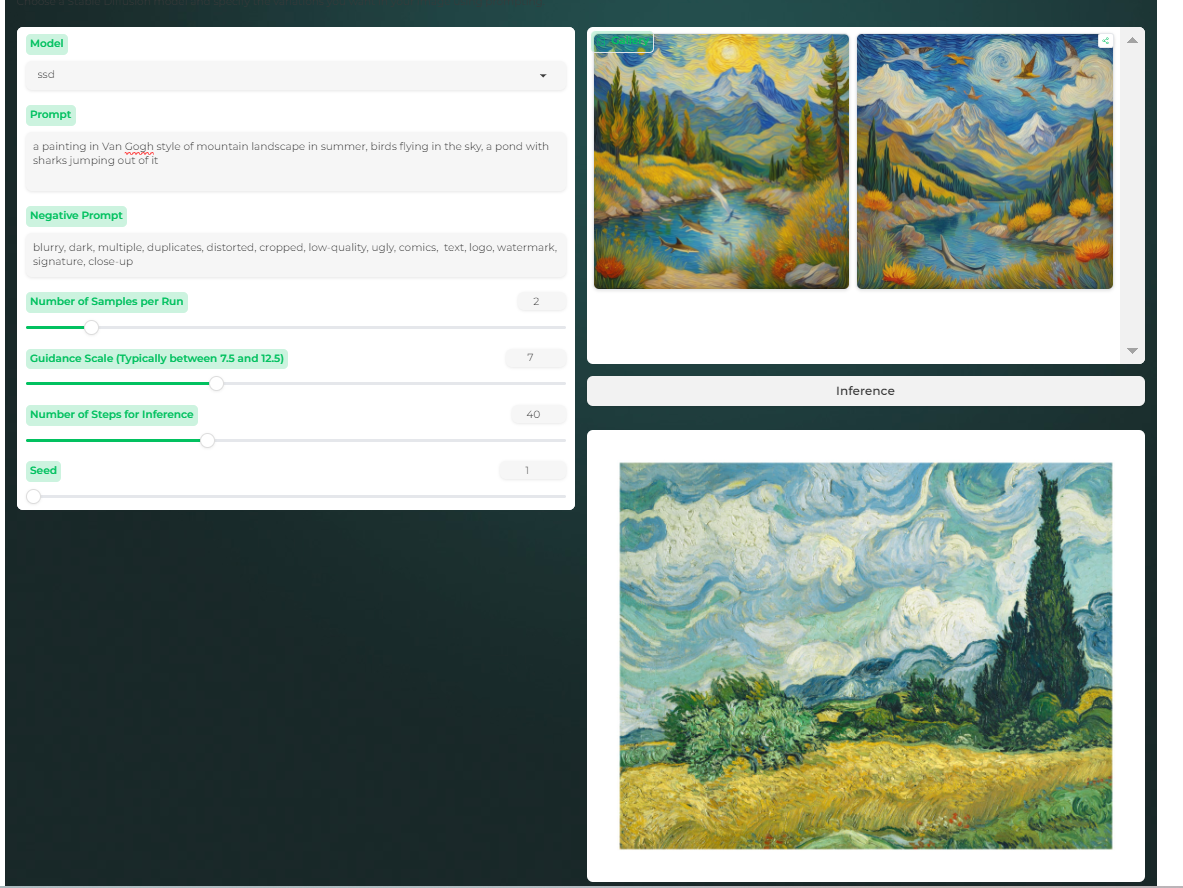 Model
ssd
Prompt
a painting in Van Gogh style of mountain landscape in summer, birds flying in the sky, a pond with
sharks jumping out of it
Negative Prompt
blurry, dark, multiple, duplicates, distorted, cropped, low-quality, ugly, comics, text, logo, watermark,
signature, close-up
Number of Samples per Run
2
Guidance Scale (Typically between 7.5 and 12.5)
7
Number of Steps for Inference
40
Seed
1
Inference